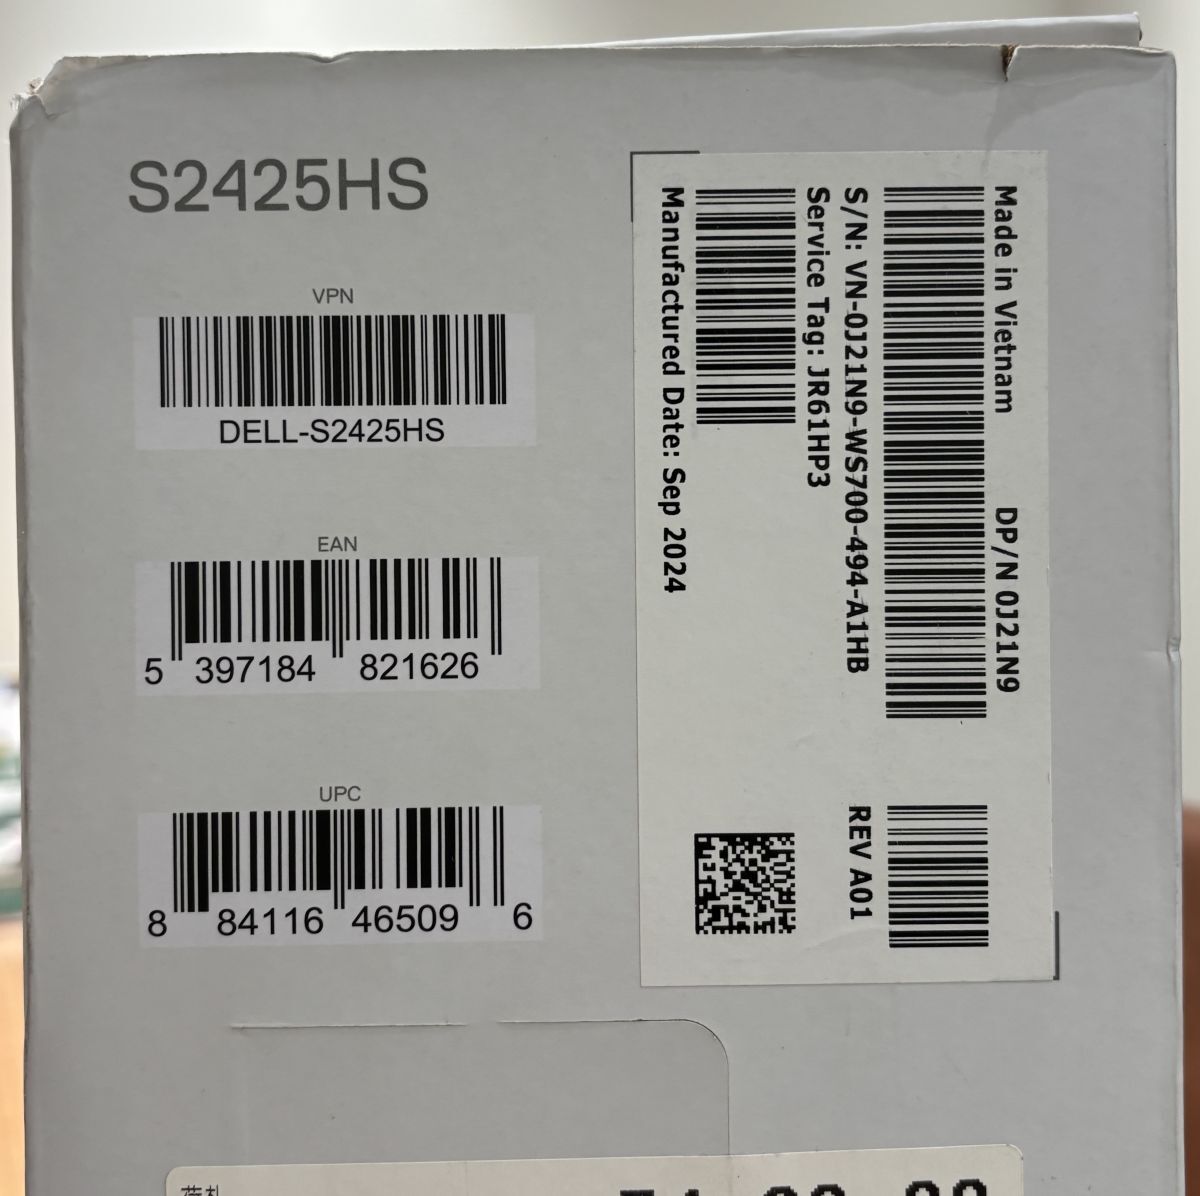 S2425HS
VPN
DELL-S2425HS
EAN
5 397184 821626
UPC
8 84116 46509 6
Made in Vietnam DP/N 0J21N9
S/N: VN-0J21N9-WS700-494-A1HB REV A01
Service Tag: JR61HP3
Manufactured Date: Sep 2024